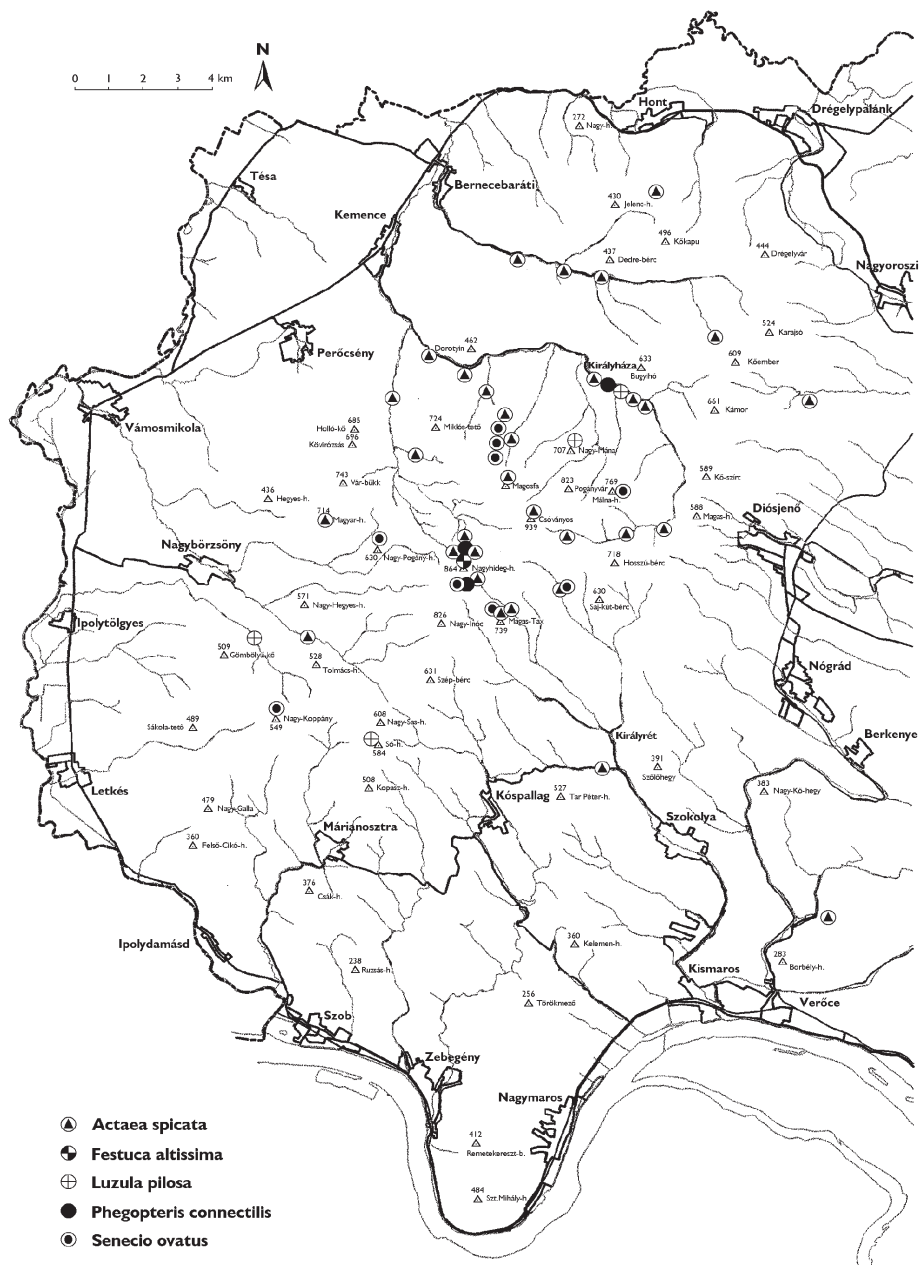 N
0 1 2 3 4 km
Hont
Drégelypalánk
272
Nagy-h.
Tésa
Bernecebaráti
430
Jelenc-h.
Kemence
496
Kőkapu
437
Dedre-bérc
444
Drégelyvár
Nagyoroszi
524
Karajsó
Perőcsény
Dorotyin
462
Királyháza
633
Bugyihó
609
Kőember
Vámosmikola
685
Holló-kő
696
Kővirózsás
724
Miklós-tető
661
Kámor
707
Nagy-Mána
743
Vár-bükk
589
Kő-szirc
436
Hegyes-h.
Magosfa
823
Pogányvár
769
Málna-h.
714
Magyar-h.
Csóványos
939
588
Magas-h.
Diósjenő
Nagybörzsöny
630
Nagy-Pogány-h.
864
Nagyhideg-h.
718
Hosszú-bérc
571
Nagy-Hegyes-h.
630
Saj-kút-bérc
Ipolytölgyes
826
Nagy-Inóc
Magas-Tax
739
509
Gömbölyű-kő
528
Tolmács-h.
631
Szép-bérc
Nógrád
489
Sákola-tető
Nagy-Koppány
549
608
Nagy-Sas-h.
Só-h.
584
Királyrét
Berkenye
391
Szőlőhegy
Letkés
508
Kopasz-h.
Kóspallag
527
Tar Péter-h.
383
Nagy-Kő-hegy
479
Nagy-Galla
Márianosztra
Szokolya
360
Felső-Cikó-h.
376
Csák-h.
Ipolydamásd
360
Kelemen-h.
238
Ruzsás-h.
283
Borbély-h.
Kismaros
256
Törökmező
Verőce
Szob
Zebegény
Nagymaros
412
Remetekereszt-b.
484
Szt.Mihály-h.
Actaea spicata
Festuca altissima
Luzula pilosa
Phegopteris connectilis
Senecio ovatus